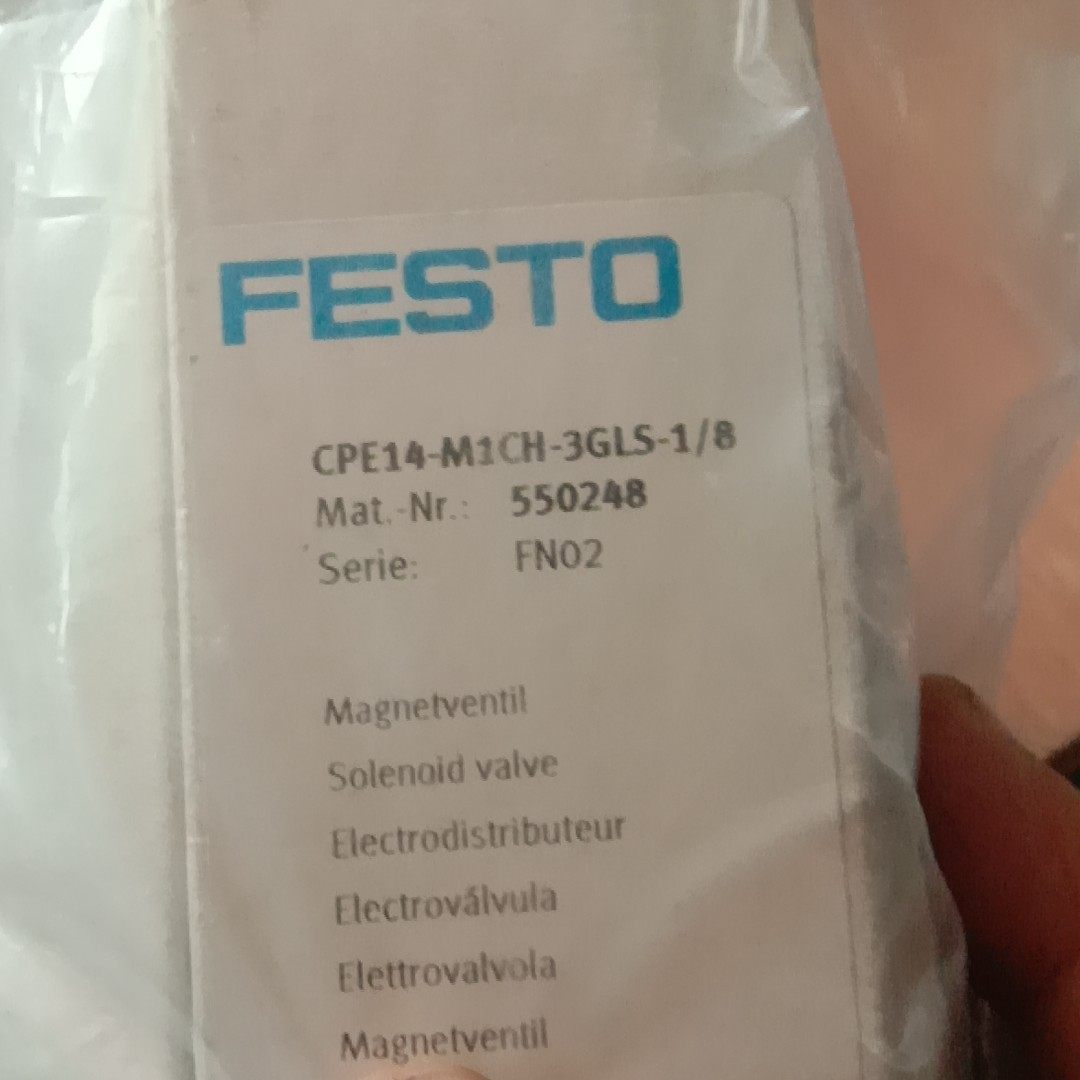 FESTO
CPE14-M1CH-3GLS-1/8
Mat.-Nr.: 550248
Serie: FN02
Magnetventil
Solenoid valve
Electrodistributeur
Electroválvula
Elettrovalvola
Magnetventil